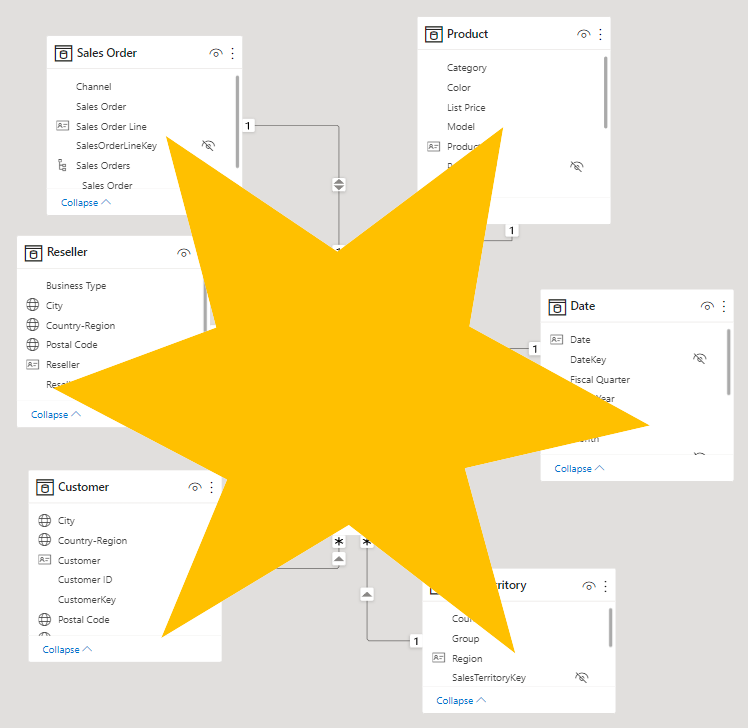 Sales Order
Channel
Sales Order
Sales Order Line
SalesOrderLineKey
Sales Orders
Sales Order
Collapse
1
Product
Category
Color
List Price
Model
1
Reseller
Business Type
City
Country-Region
Postal Code
Reseller
Collapse
Date
Date
DateKey
Fiscal Quarter
Collapse
1
Customer
City
Country-Region
Customer
Customer ID
CustomerKey
Postal Code
Collapse
*
*
1
Group
Region
SalesTerritoryKey
Collapse